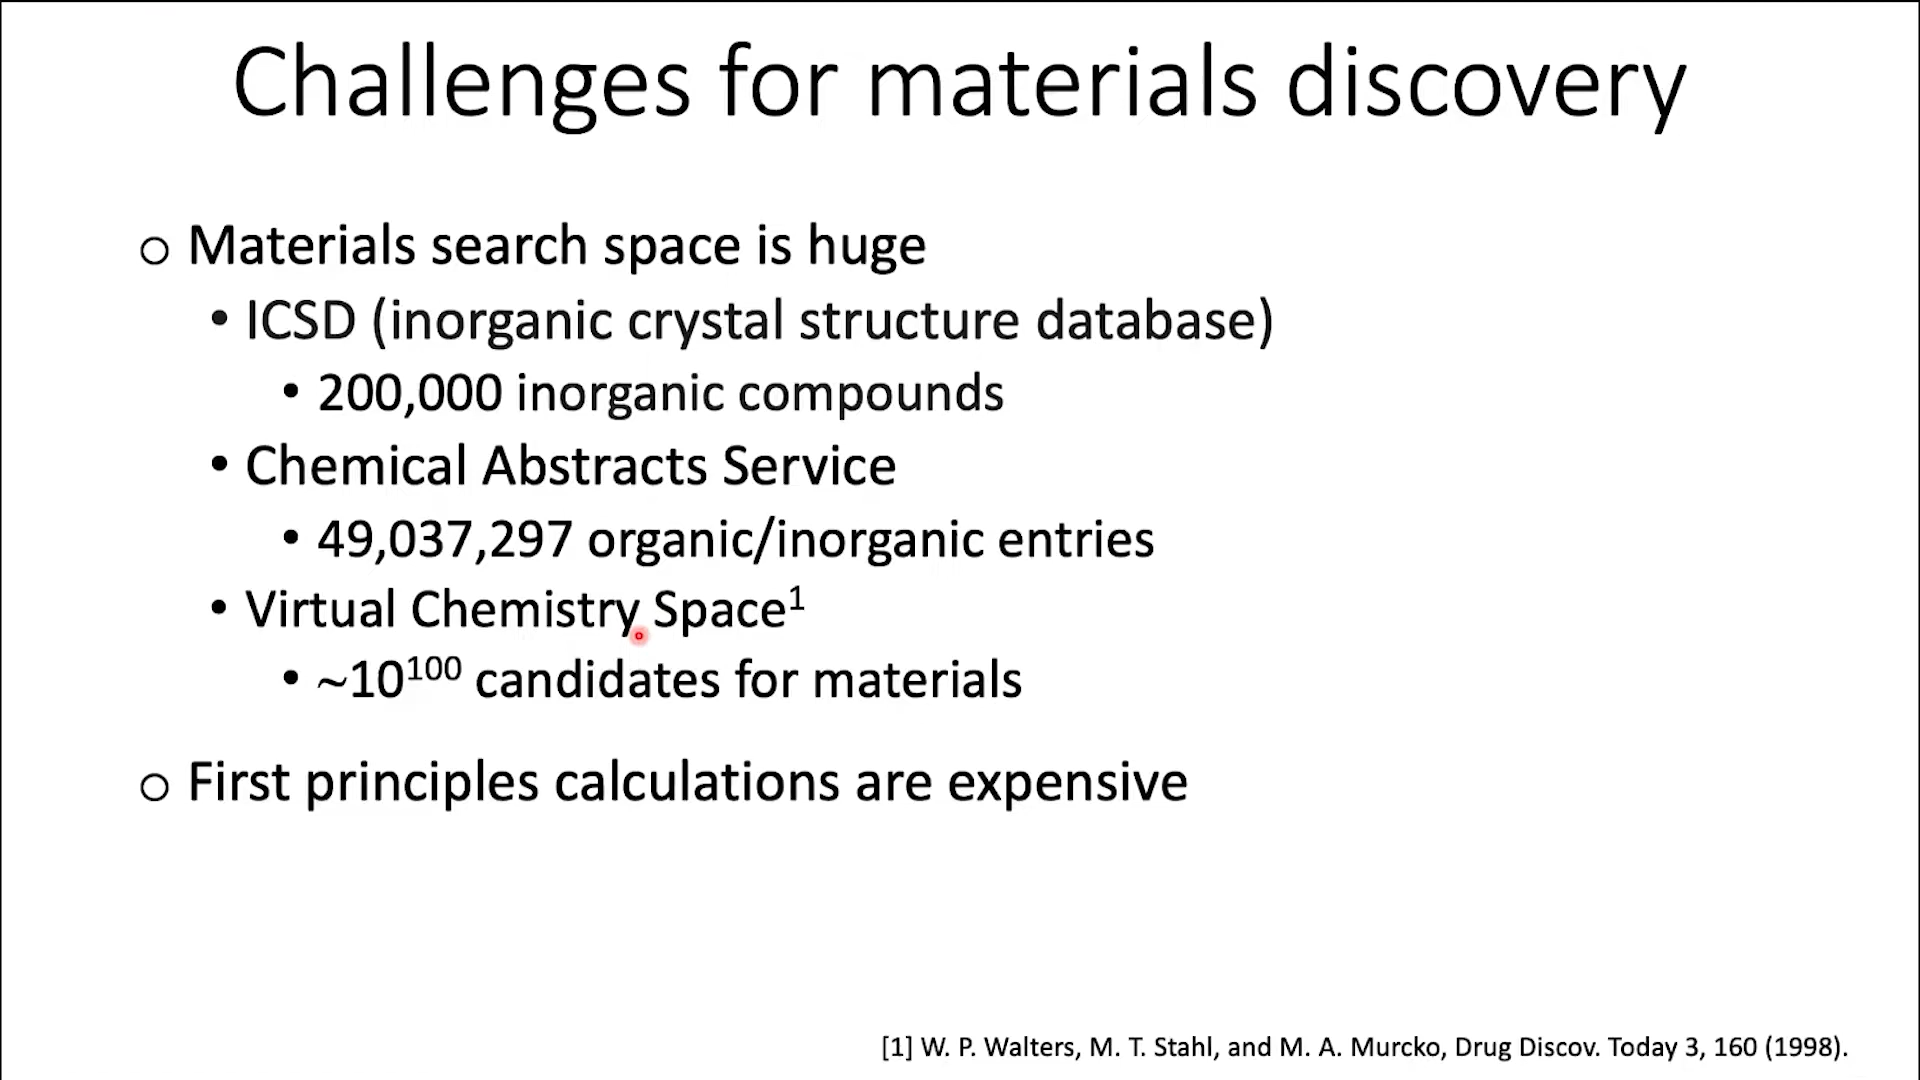 Challenges for materials discovery
○ Materials search space is huge
• ICSD (inorganic crystal structure database)
• 200,000 inorganic compounds
• Chemical Abstracts Service
• 49,037,297 organic/inorganic entries
• Virtual Chemistry Space¹
• ~10¹⁰⁰ candidates for materials
○ First principles calculations are expensive
[1] W. P. Walters, M. T. Stahl, and M. A. Murcko, Drug Discov. Today 3, 160 (1998).